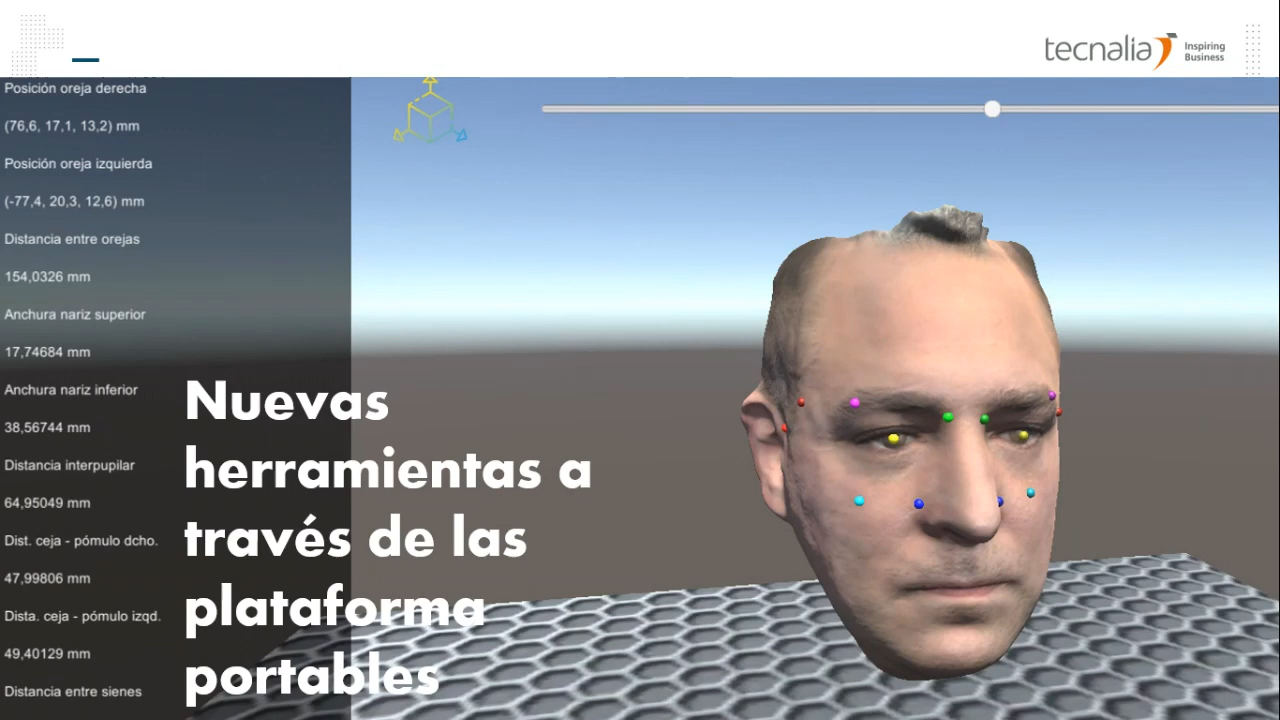 tecnalia
Inspiring
Business
Posición oreja derecha
(76,6, 17,1, 13,2) mm
Posición oreja izquierda
(-77,4, 20,3, 12,6) mm
Distancia entre orejas
154,0326 mm
Anchura nariz superior
17,74684 mm
Anchura nariz inferior
38,56744 mm
Distancia interpupilar
64,95049 mm
Dist. ceja - pómulo dcho.
47,99806 mm
Dista. ceja - pómulo izqd.
49,40129 mm
Distancia entre sienes
Nuevas
herramientas a
través de las
plataforma
portables